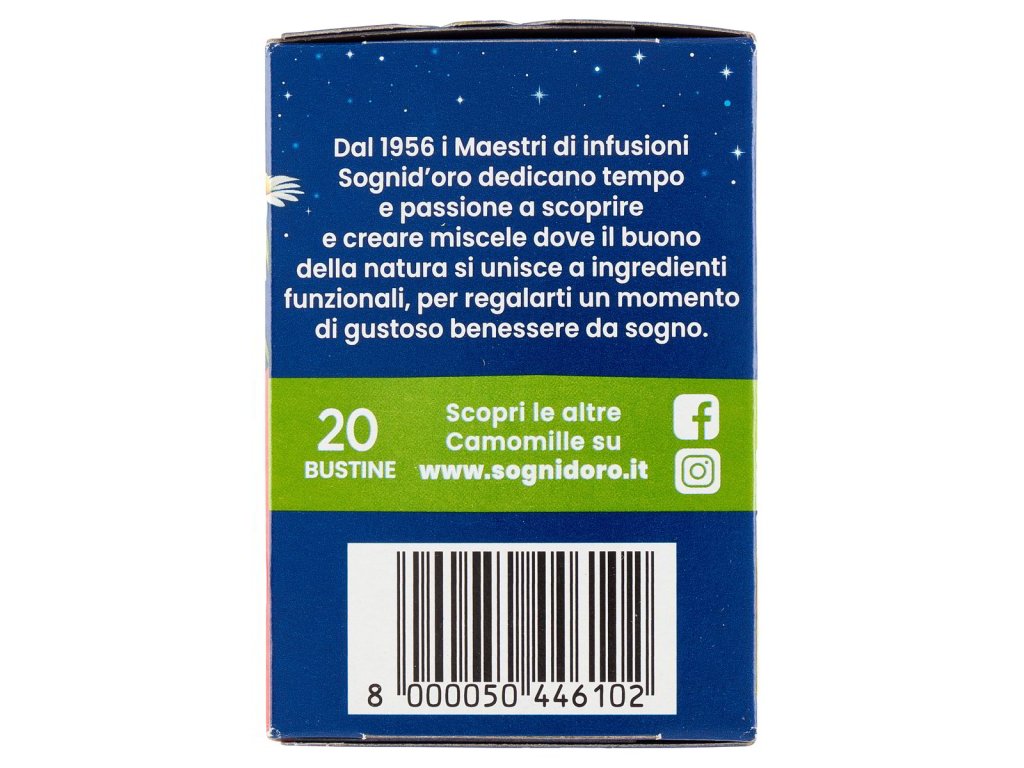 Dal 1956 i Maestri di infusioni
Sognid'oro dedicano tempo
e passione a scoprire
e creare miscele dove il buono
della natura si unisce a ingredienti
funzionali, per regalarti un momento
di gustoso benessere da sogno.
20
BUSTINE
Scopri le altre
Camomille su
www.sognidoro.it
8 000050 446102